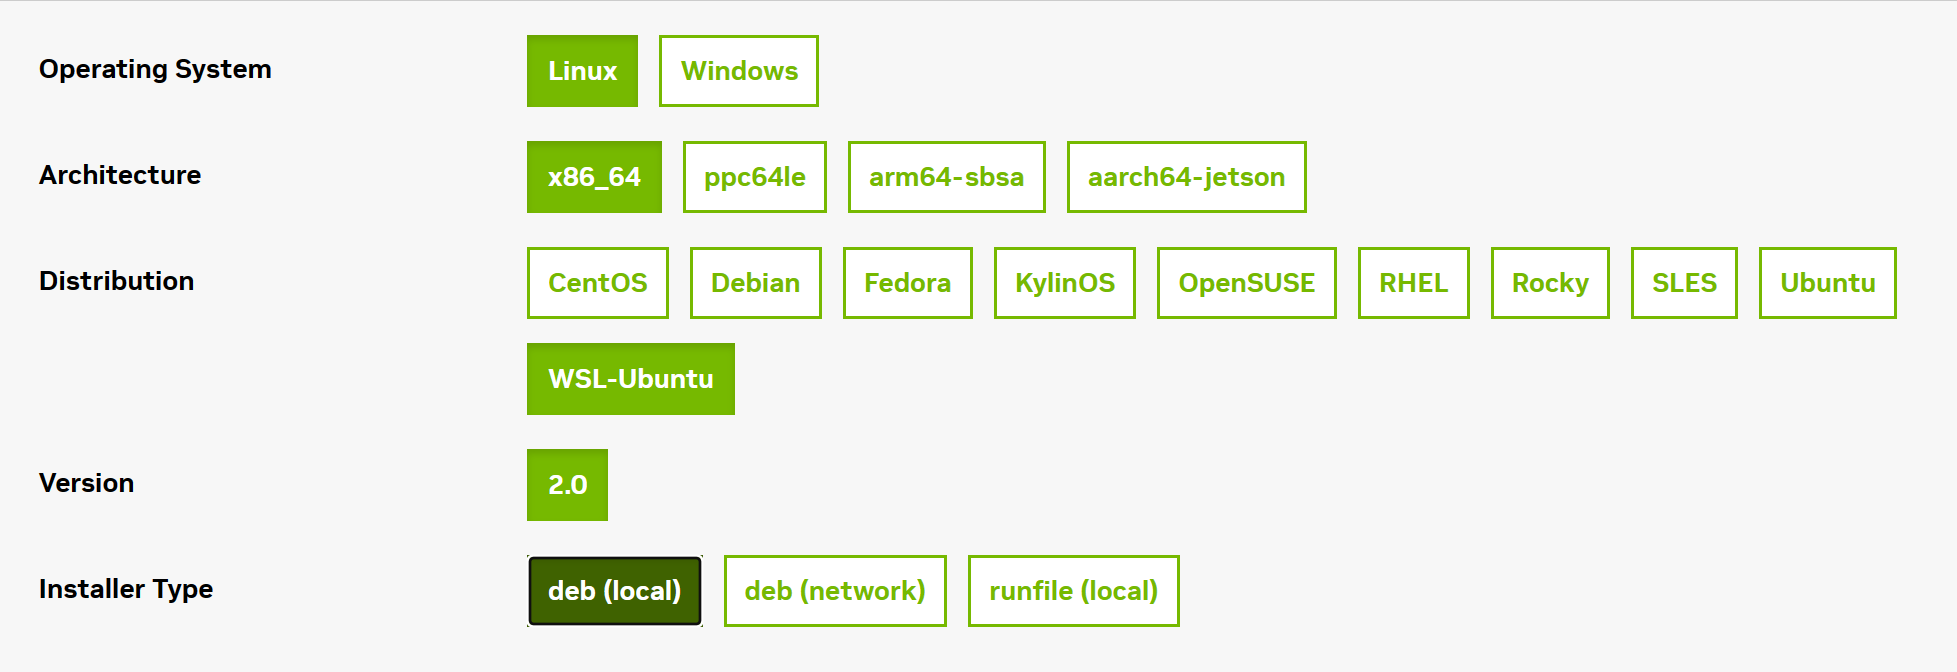 Operating System Linux Windows
Architecture x86_64 ppc64le arm64-sbsa aarch64-jetson
Distribution CentOS Debian Fedora KylinOS OpenSUSE RHEL Rocky SLES Ubuntu
WSL-Ubuntu
Version 2.0
Installer Type deb (local) deb (network) runfile (local)